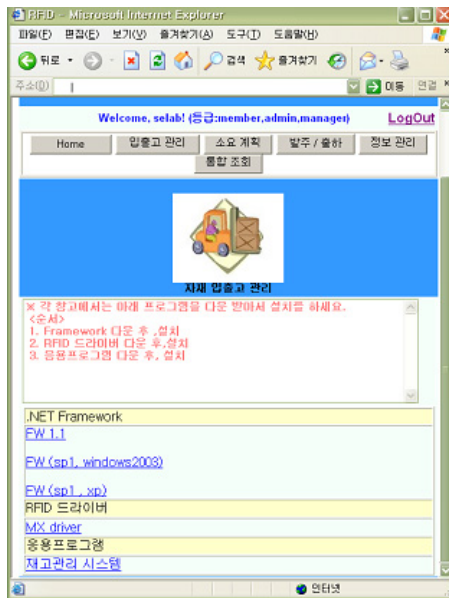 RFID - Microsoft Internet Explorer
파일(F) 편집(E) 보기(V) 즐겨찾기(A) 도구(T) 도움말(H)
뒤로 검색 즐겨찾기
주소(D) 이동 연결
Welcome, selab! (등급:member,admin,manager) LogOut
Home 입출고 관리 소요 계획 발주 / 출하 정보 관리
통합 조회
자재 입출고 관리
※ 각 창고에서는 아래 프로그램을 다운 받아서 설치를 하세요.
<순서>
1. Framework 다운 후 ,설치
2. RFID 드라이버 다운 후,설치
3. 응용프로그램 다운 후, 설치
.NET Framework
FW 1.1
FW (sp1, windows2003)
FW (sp1 , xp)
RFID 드라이버
MX driver
응용프로그램
재고관리 시스템
인터넷